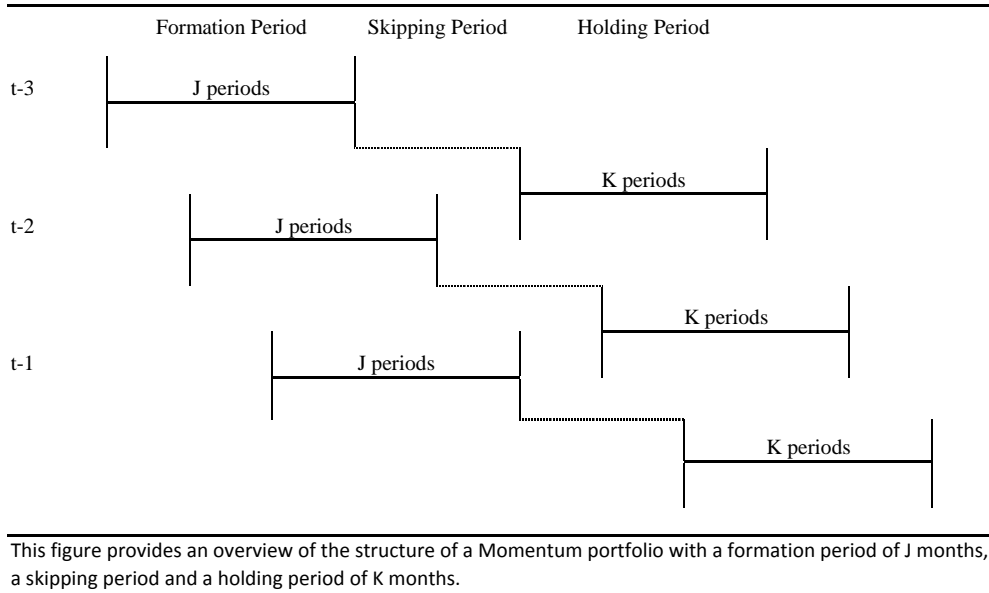 Formation Period Skipping Period Holding Period
t-3
J periods
K periods
t-2
J periods
K periods
t-1
J periods
K periods
This figure provides an overview of the structure of a Momentum portfolio with a formation period of J months,
a skipping period and a holding period of K months.